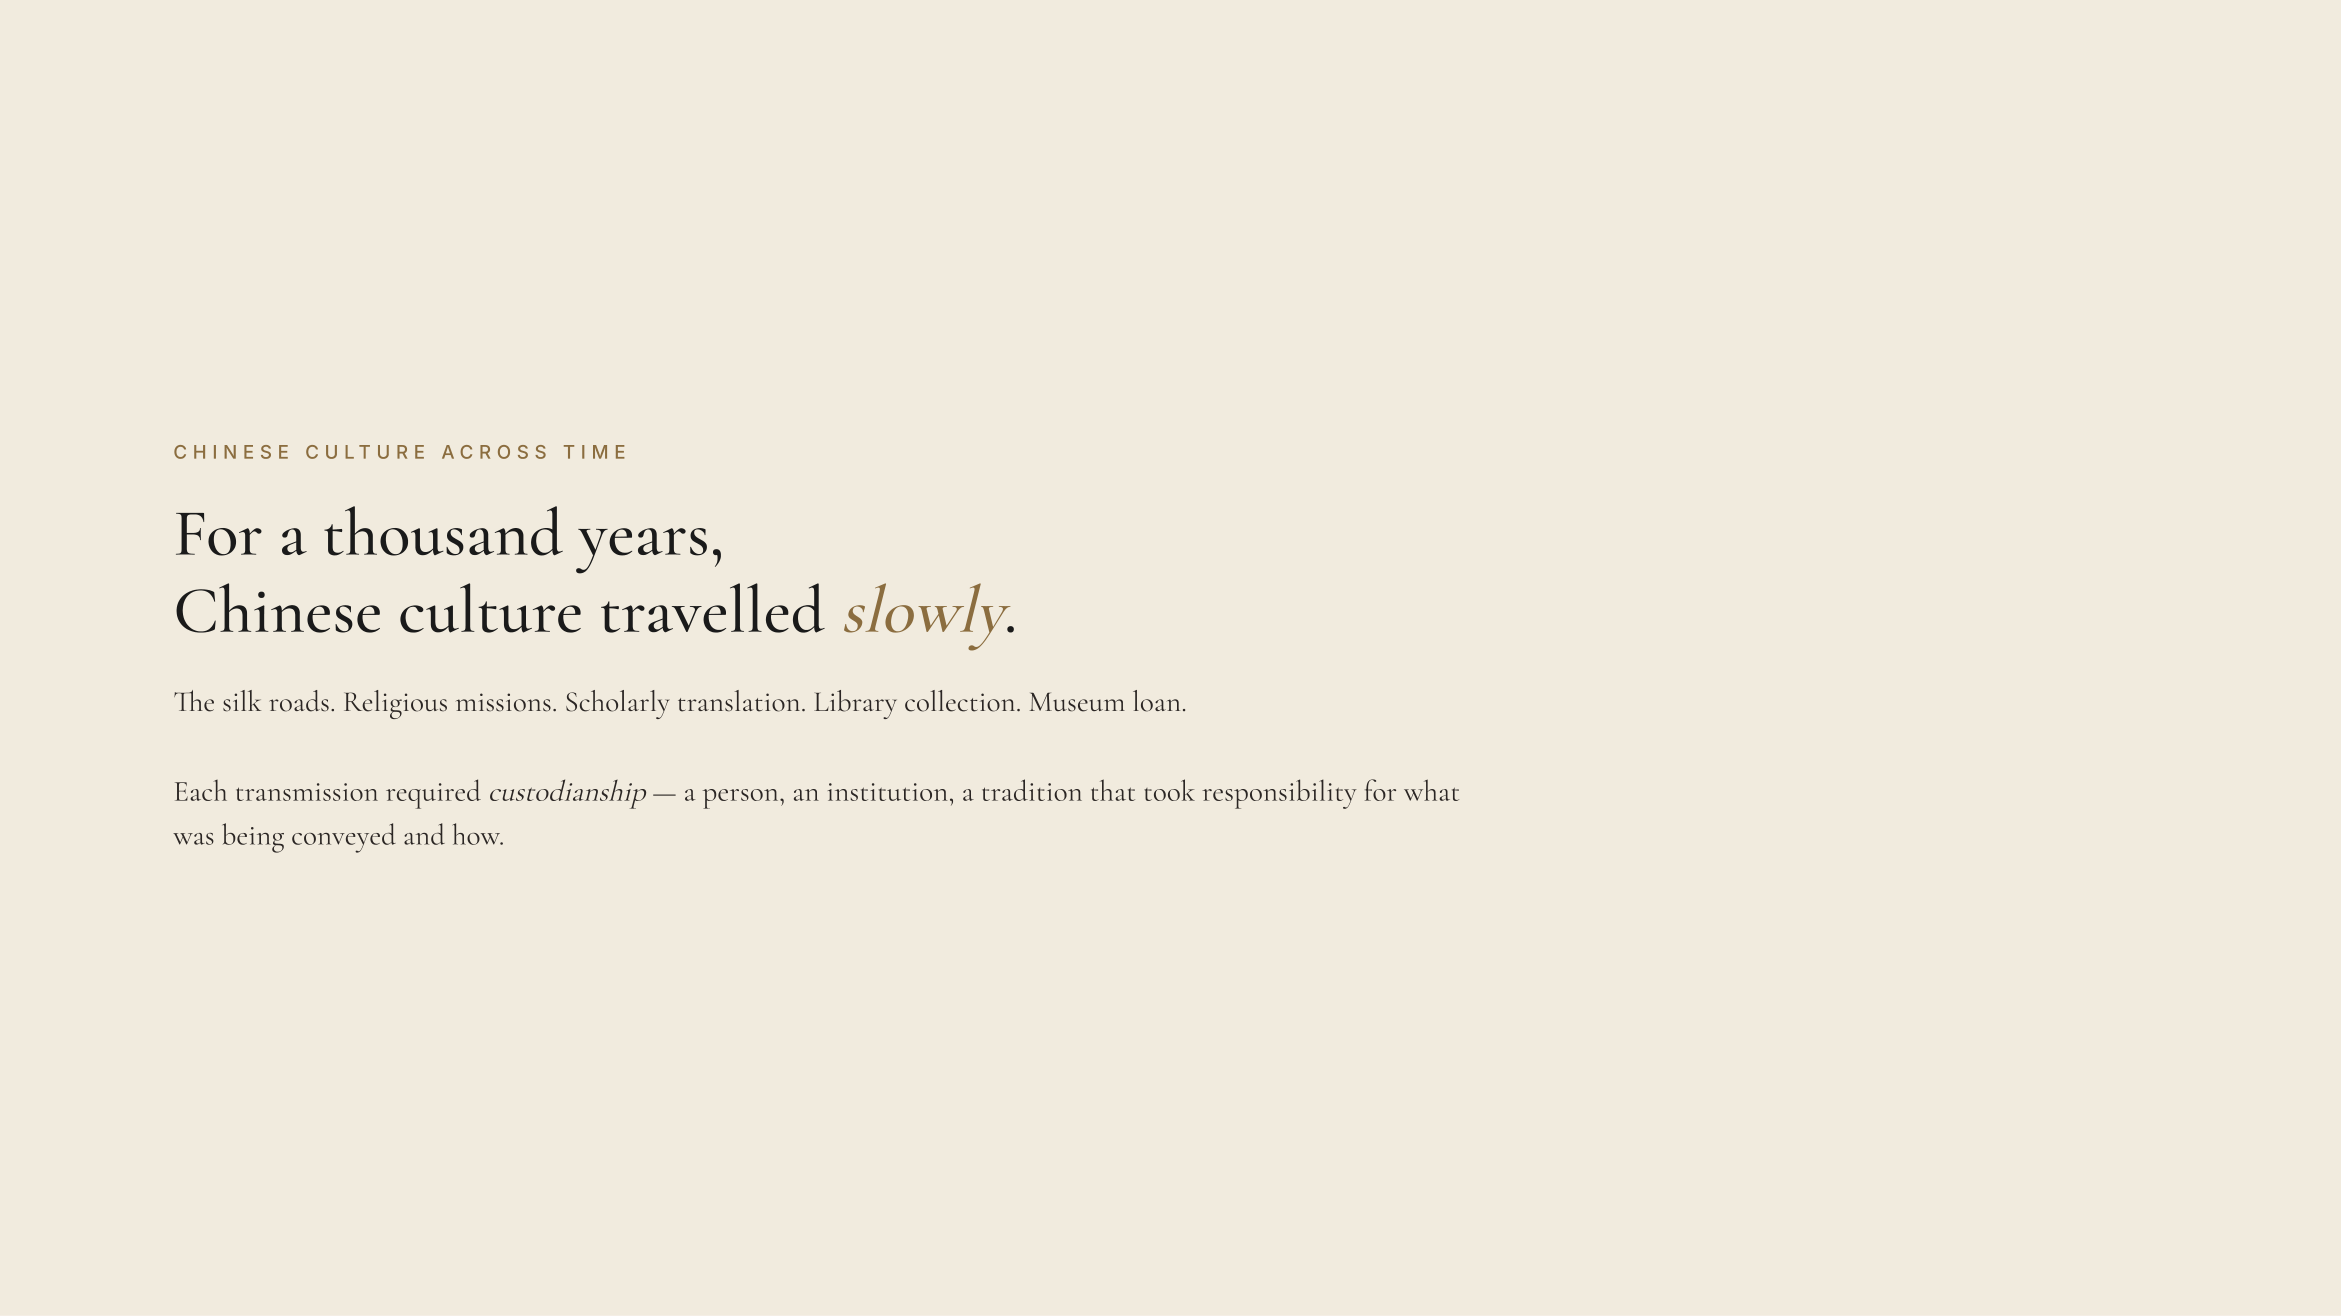 CHINESE CULTURE ACROSS TIME
For a thousand years,
Chinese culture travelled slowly.
The silk roads. Religious missions. Scholarly translation. Library collection. Museum loan.
Each transmission required custodianship — a person, an institution, a tradition that took responsibility for what
was being conveyed and how.